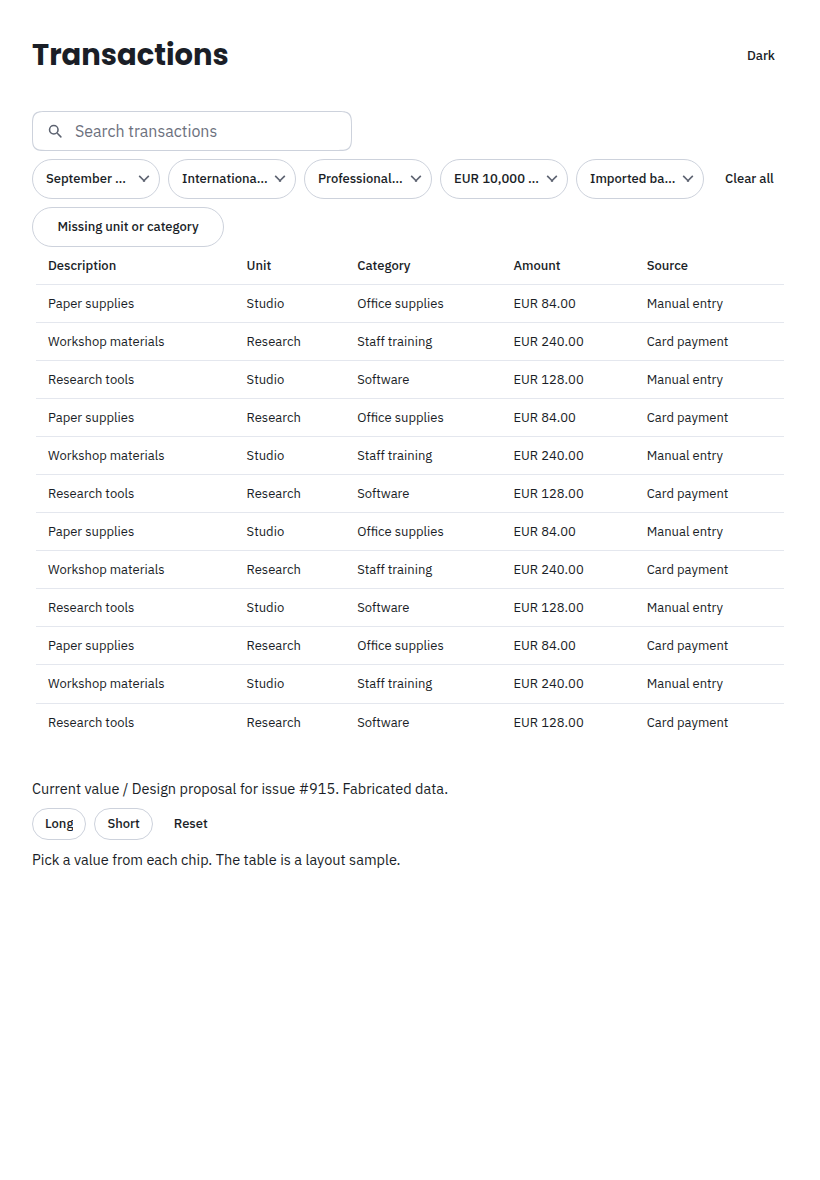 Transactions
Dark
Search transactions
September ... Internationa... Professional... EUR 10,000 ... Imported ba... Clear all
Missing unit or category
Description Unit Category Amount Source
Paper supplies Studio Office supplies EUR 84.00 Manual entry
Workshop materials Research Staff training EUR 240.00 Card payment
Research tools Studio Software EUR 128.00 Manual entry
Paper supplies Research Office supplies EUR 84.00 Card payment
Workshop materials Studio Staff training EUR 240.00 Manual entry
Research tools Research Software EUR 128.00 Card payment
Paper supplies Studio Office supplies EUR 84.00 Manual entry
Workshop materials Research Staff training EUR 240.00 Card payment
Research tools Studio Software EUR 128.00 Manual entry
Paper supplies Research Office supplies EUR 84.00 Card payment
Workshop materials Studio Staff training EUR 240.00 Manual entry
Research tools Research Software EUR 128.00 Card payment
Current value / Design proposal for issue #915. Fabricated data.
Long Short Reset
Pick a value from each chip. The table is a layout sample.